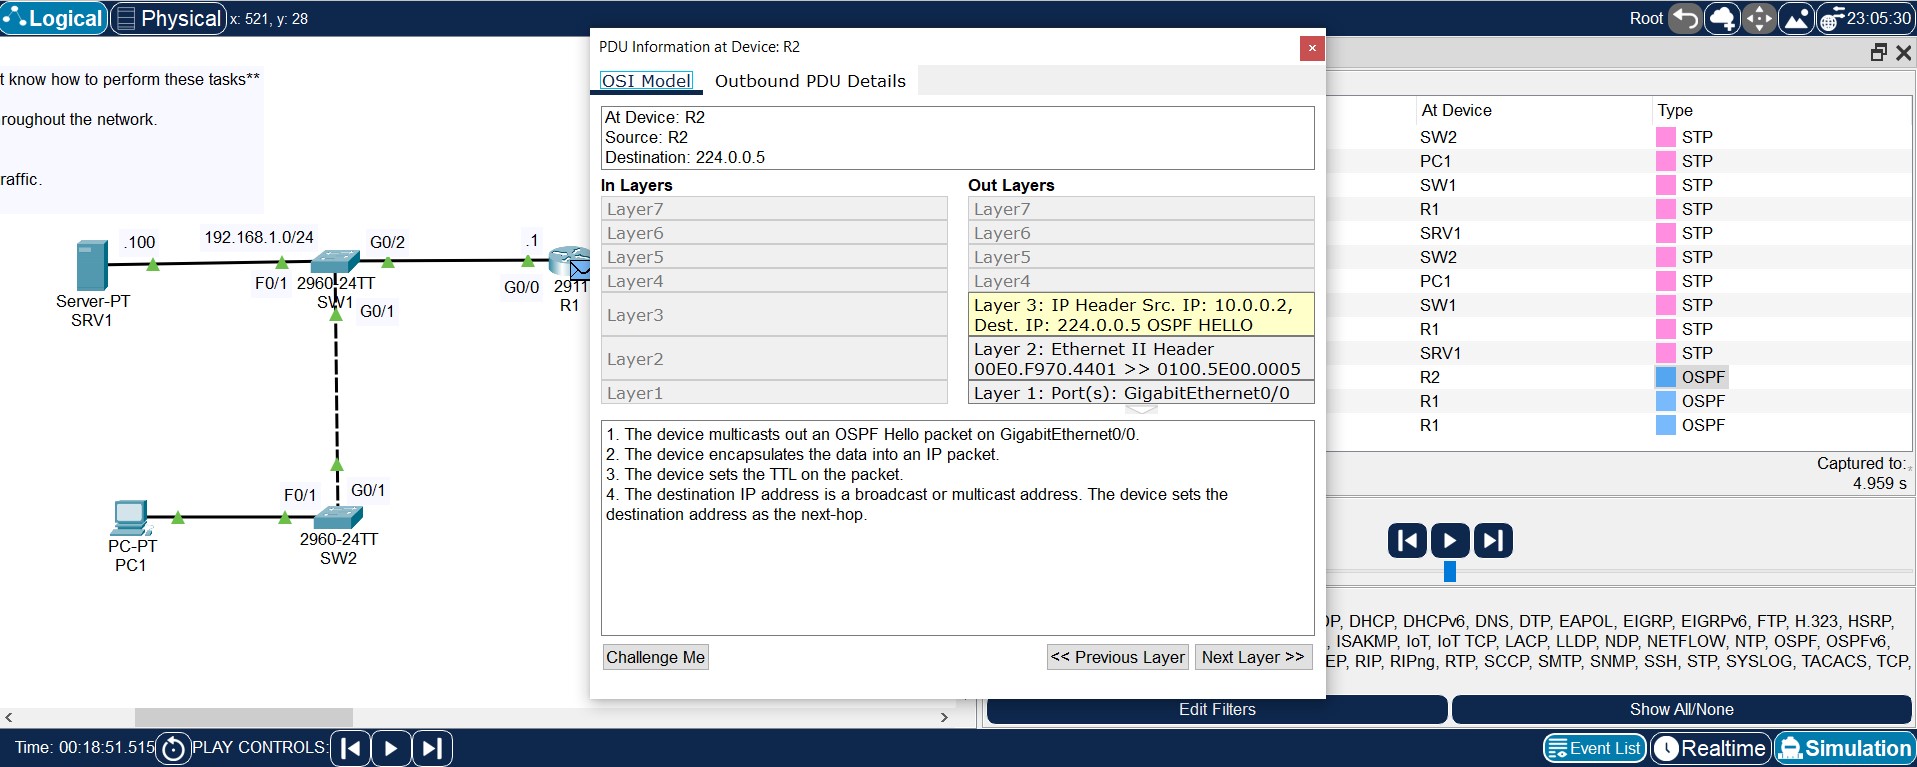 Logical
Physical
x: 521, y: 28
Root
23:05:30
t know how to perform these tasks**
roughout the network.
raffic.
.100
192.168.1.0/24
G0/2
.1
F0/1
2960-24TT
SW1
G0/1
G0/0
2911
R1
Server-PT
SRV1
F0/1
G0/1
PC-PT
PC1
2960-24TT
SW2
PDU Information at Device: R2
OSI Model
Outbound PDU Details
At Device: R2
Source: R2
Destination: 224.0.0.5
In Layers
Layer7
Layer6
Layer5
Layer4
Layer3
Layer2
Layer1
Out Layers
Layer7
Layer6
Layer5
Layer4
Layer 3: IP Header Src. IP: 10.0.0.2,
Dest. IP: 224.0.0.5 OSPF HELLO
Layer 2: Ethernet II Header
00E0.F970.4401 >> 0100.5E00.0005
Layer 1: Port(s): GigabitEthernet0/0
1. The device multicasts out an OSPF Hello packet on GigabitEthernet0/0.
2. The device encapsulates the data into an IP packet.
3. The device sets the TTL on the packet.
4. The destination IP address is a broadcast or multicast address. The device sets the
destination address as the next-hop.
Challenge Me
<< Previous Layer
Next Layer >>
At Device Type
SW2 STP
PC1 STP
SW1 STP
R1 STP
SRV1 STP
SW2 STP
PC1 STP
SW1 STP
R1 STP
SRV1 STP
R2 OSPF
R1 OSPF
R1 OSPF
Captured to:
4.959 s
DHCP, DHCPv6, DNS, DTP, EAPOL, EIGRP, EIGRPv6, FTP, H.323, HSRP,
ISAKMP, IoT, IoT TCP, LACP, LLDP, NDP, NETFLOW, NTP, OSPF, OSPFv6,
EP, RIP, RIPng, RTP, SCCP, SMTP, SNMP, SSH, STP, SYSLOG, TACACS, TCP,
Edit Filters
Show All/None
Time: 00:18:51.515
PLAY CONTROLS:
Event List
Realtime
Simulation